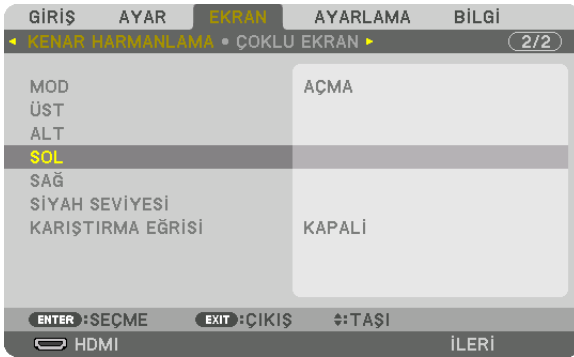 GİRİŞ AYAR EKRAN AYARLAMA BİLGİ
KENAR HARMANLAMA • ÇOKLU EKRAN 2/2
MOD AÇMA
ÜST
ALT
SOL
SAĞ
SİYAH SEVİYESİ
KARIŞTIRMA EĞRİSİ KAPALİ
ENTER :SEÇME EXIT :ÇIKIŞ :TAŞI
HDMI İLERİ